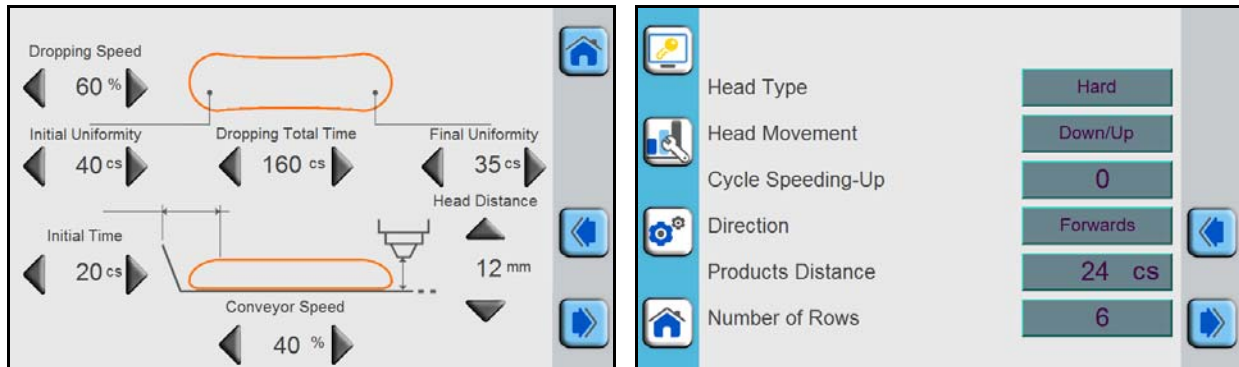 Dropping Speed
60 %
Initial Uniformity
40 cs
Dropping Total Time
160 cs
Final Uniformity
35 cs
Head Distance
12 mm
Initial Time
20 cs
Conveyor Speed
40 %
Head Type Hard
Head Movement Down/Up
Cycle Speeding-Up 0
Direction Forwards
Products Distance 24 cs
Number of Rows 6